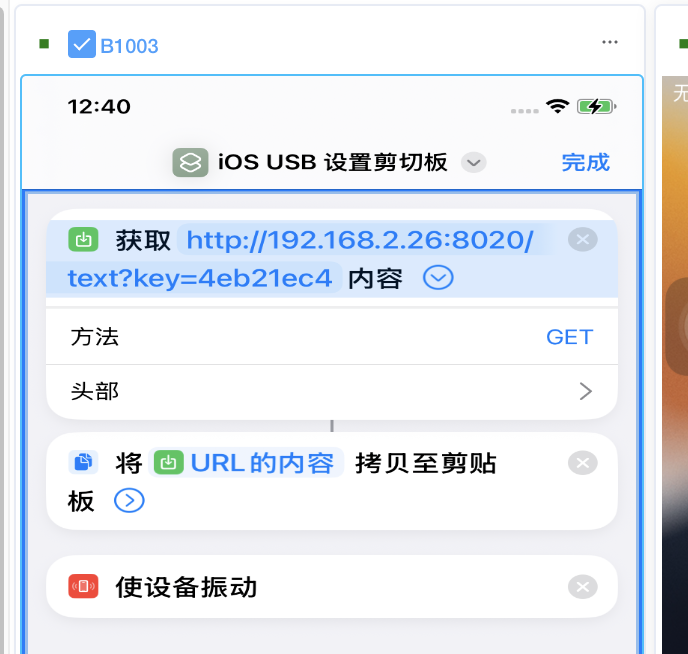 B1003
12:40
iOS USB 设置剪切板
完成
获取 http://192.168.2.26:8020/
text?key=4eb21ec4 内容
方法 GET
头部
将 URL的内容 拷贝至剪贴
板
使设备振动
无